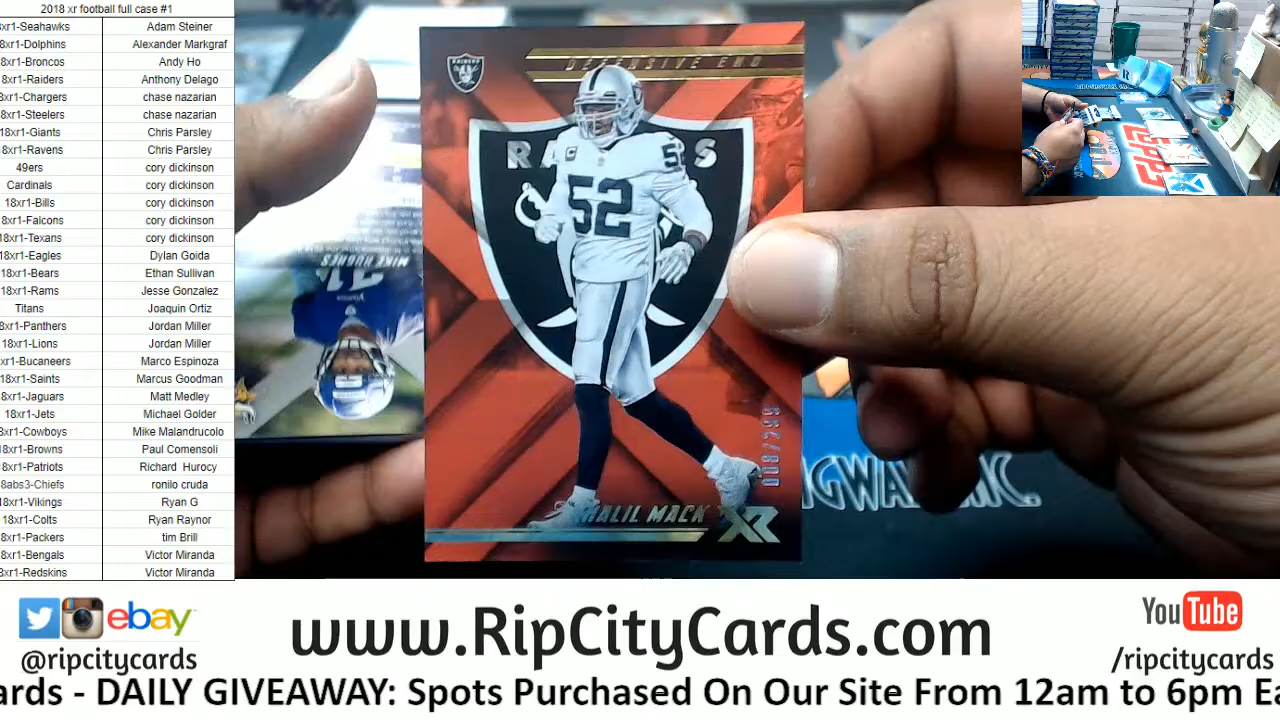 2018 xr football full case #1
8xr1-Seahawks Adam Steiner
8xr1-Dolphins Alexander Markgraf
8xr1-Broncos Andy Ho
8xr1-Raiders Anthony Delago
8xr1-Chargers chase nazarian
8xr1-Steelers chase nazarian
18xr1-Giants Chris Parsley
8xr1-Ravens Chris Parsley
49ers cory dickinson
Cardinals cory dickinson
18xr1-Bills cory dickinson
8xr1-Falcons cory dickinson
18xr1-Texans cory dickinson
18xr1-Eagles Dylan Goida
18xr1-Bears Ethan Sullivan
18xr1-Rams Jesse Gonzalez
Titans Joaquin Ortiz
8xr1-Panthers Jordan Miller
18xr1-Lions Jordan Miller
xr1-Bucaneers Marco Espinoza
18xr1-Saints Marcus Goodman
8xr1-Jaguars Matt Medley
18xr1-Jets Michael Golder
8xr1-Cowboys Mike Malandrucolo
18xr1-Browns Paul Comensoli
8xr1-Patriots Richard Hurocy
8abs3-Chiefs ronilo cruda
18xr1-Vikings Ryan G
18xr1-Colts Ryan Raynor
8xr1-Packers tim Brill
8xr1-Bengals Victor Miranda
8xr1-Redskins Victor Miranda
RAIDERS
DEFENSIVE END
RA S
52
52
KHALIL MACK XR
MIKE HUGHES
TOPPS
INGWAY INC.
ebay
@ripcitycards
www.RipCityCards.com
YouTube
/ripcitycards
ards - DAILY GIVEAWAY: Spots Purchased On Our Site From 12am to 6pm Ea